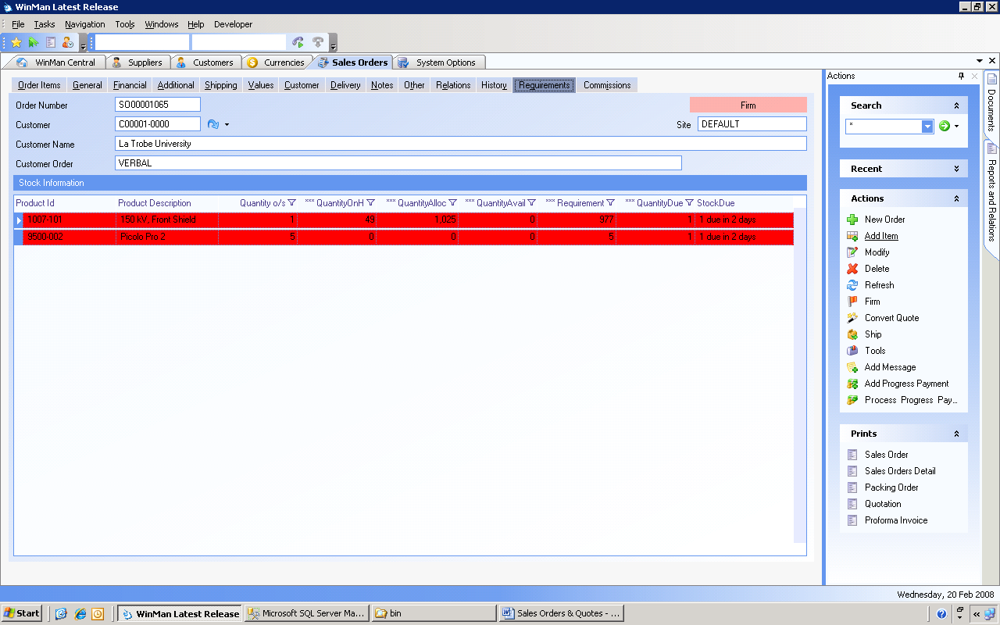 WinMan Latest Release
File Tasks Navigation Tools Windows Help Developer
WinMan Central Suppliers Customers Currencies Sales Orders System Options
Order Items General Financial Additional Shipping Values Customer Delivery Notes Other Relations History Requirements Commissions
Order Number SO00001065 Firm
Customer C00001-0000 Site DEFAULT
Customer Name La Trobe University
Customer Order VERBAL
Stock Information
Product Id Product Description Quantity o/s *** QuantityOnH *** QuantityAlloc *** QuantityAvail *** Requirement *** QuantityDue StockDue
1007-101 150 kV, Front Shield 1 49 1,025 0 977 1 1 due in 2 days
9500-002 Picolo Pro 2 5 0 0 0 5 1 1 due in 2 days
Actions
Search
*
Recent
Actions
New Order
Add Item
Modify
Delete
Refresh
Firm
Convert Quote
Ship
Tools
Add Message
Add Progress Payment
Process Progress Pay...
Prints
Sales Order
Sales Orders Detail
Packing Order
Quotation
Proforma Invoice
Documents
Reports and Relations
Wednesday, 20 Feb 2008
Start WinMan Latest Release Microsoft SQL Server Ma... bin Sales Orders & Quotes - ...